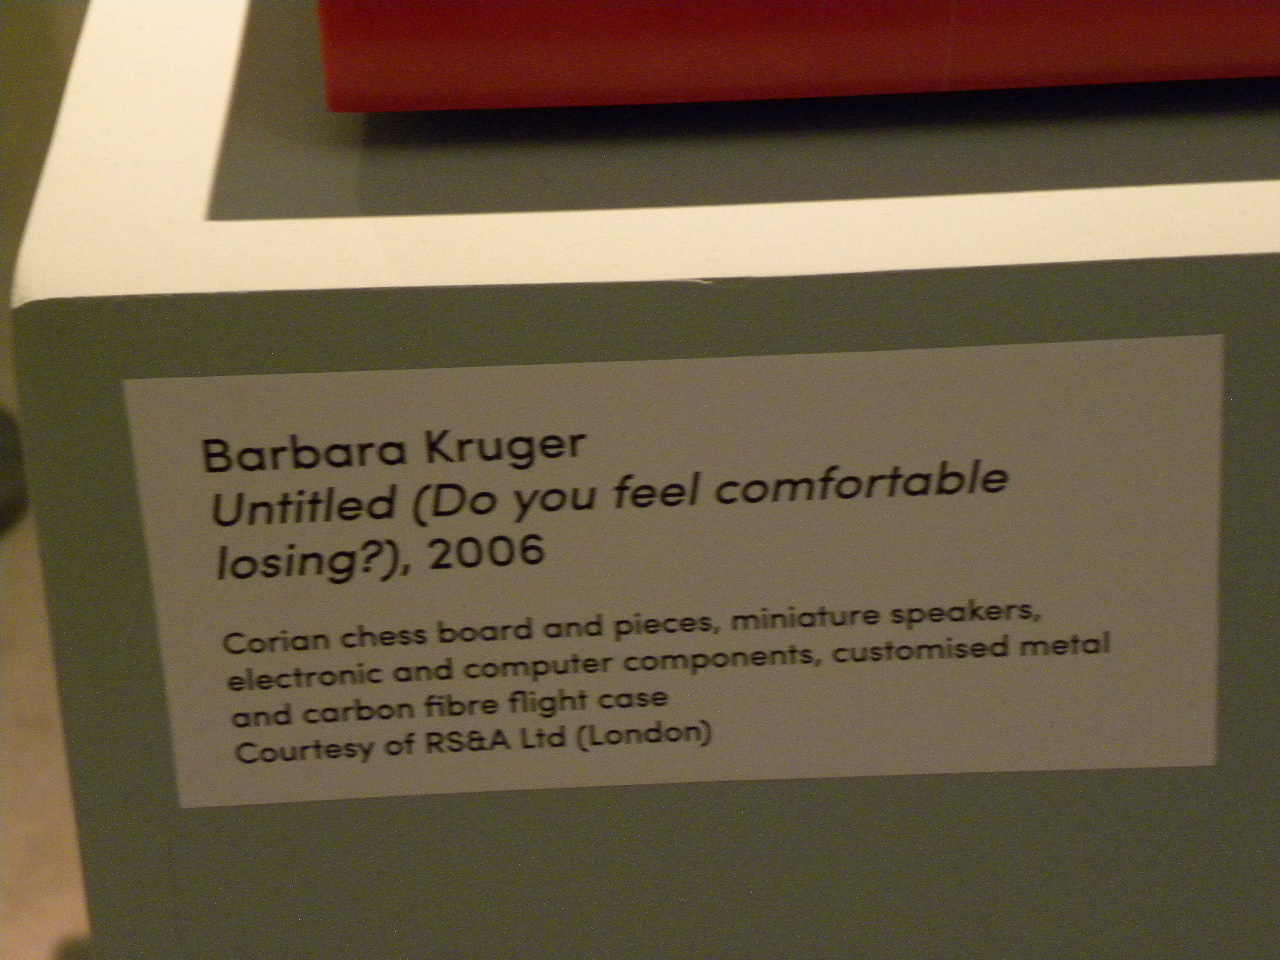 Barbara Kruger
Untitled (Do you feel comfortable
losing?), 2006
Corian chess board and pieces, miniature speakers,
electronic and computer components, customised metal
and carbon fibre flight case
Courtesy of RS&A Ltd (London)